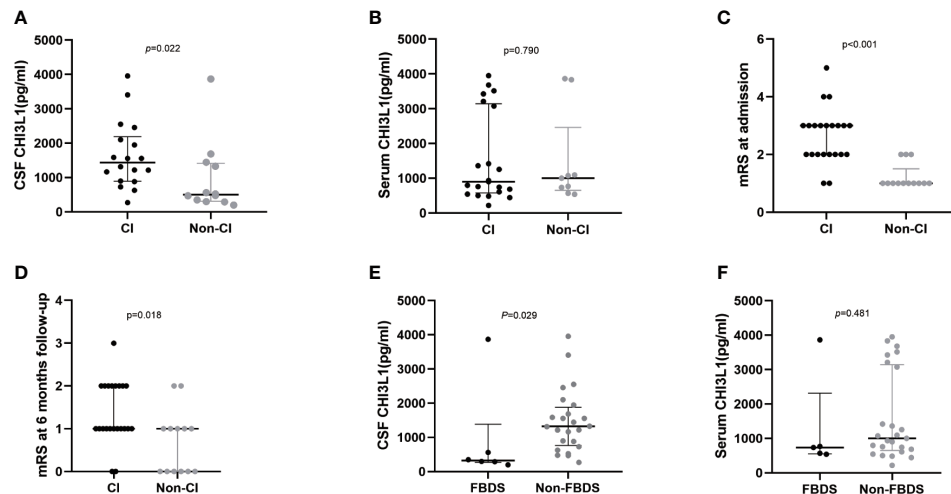 A
CSF CHI3L1(pg/ml)
5000
4000
3000
2000
1000
0
p=0.022
CI
Non-CI
B
Serum CHI3L1(pg/ml)
5000
4000
3000
2000
1000
0
p=0.790
CI
Non-CI
C
mRS at admission
6
4
2
0
p<0.001
CI
Non-CI
D
mRS at 6 months follow-up
4
3
2
1
0
p=0.018
CI
Non-CI
E
CSF CHI3L1(pg/ml)
5000
4000
3000
2000
1000
0
P=0.029
FBDS
Non-FBDS
F
Serum CHI3L1(pg/ml)
5000
4000
3000
2000
1000
0
p=0.481
FBDS
Non-FBDS